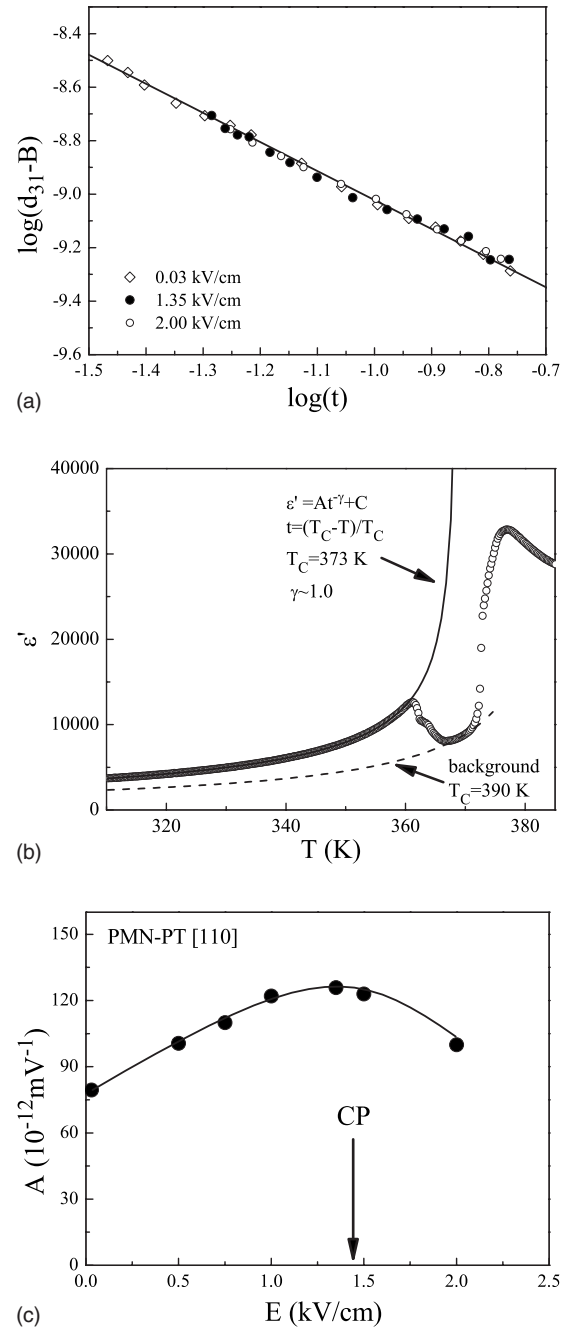 -8.4
-8.6
-8.8
-9.0
-9.2
-9.4
-9.6
log(d₃₁-B)
0.03 kV/cm
1.35 kV/cm
2.00 kV/cm
-1.5 -1.4 -1.3 -1.2 -1.1 -1.0 -0.9 -0.8 -0.7
log(t)
(a)
40000
30000
20000
10000
0
ε'
ε' =At^-γ+C
t=(T_C-T)/T_C
T_C=373 K
γ~1.0
background
T_C=390 K
320 340 360 380
T (K)
(b)
150
120
90
60
30
0
A (10⁻¹²mV⁻¹)
PMN-PT [110]
CP
0.0 0.5 1.0 1.5 2.0 2.5
E (kV/cm)
(c)